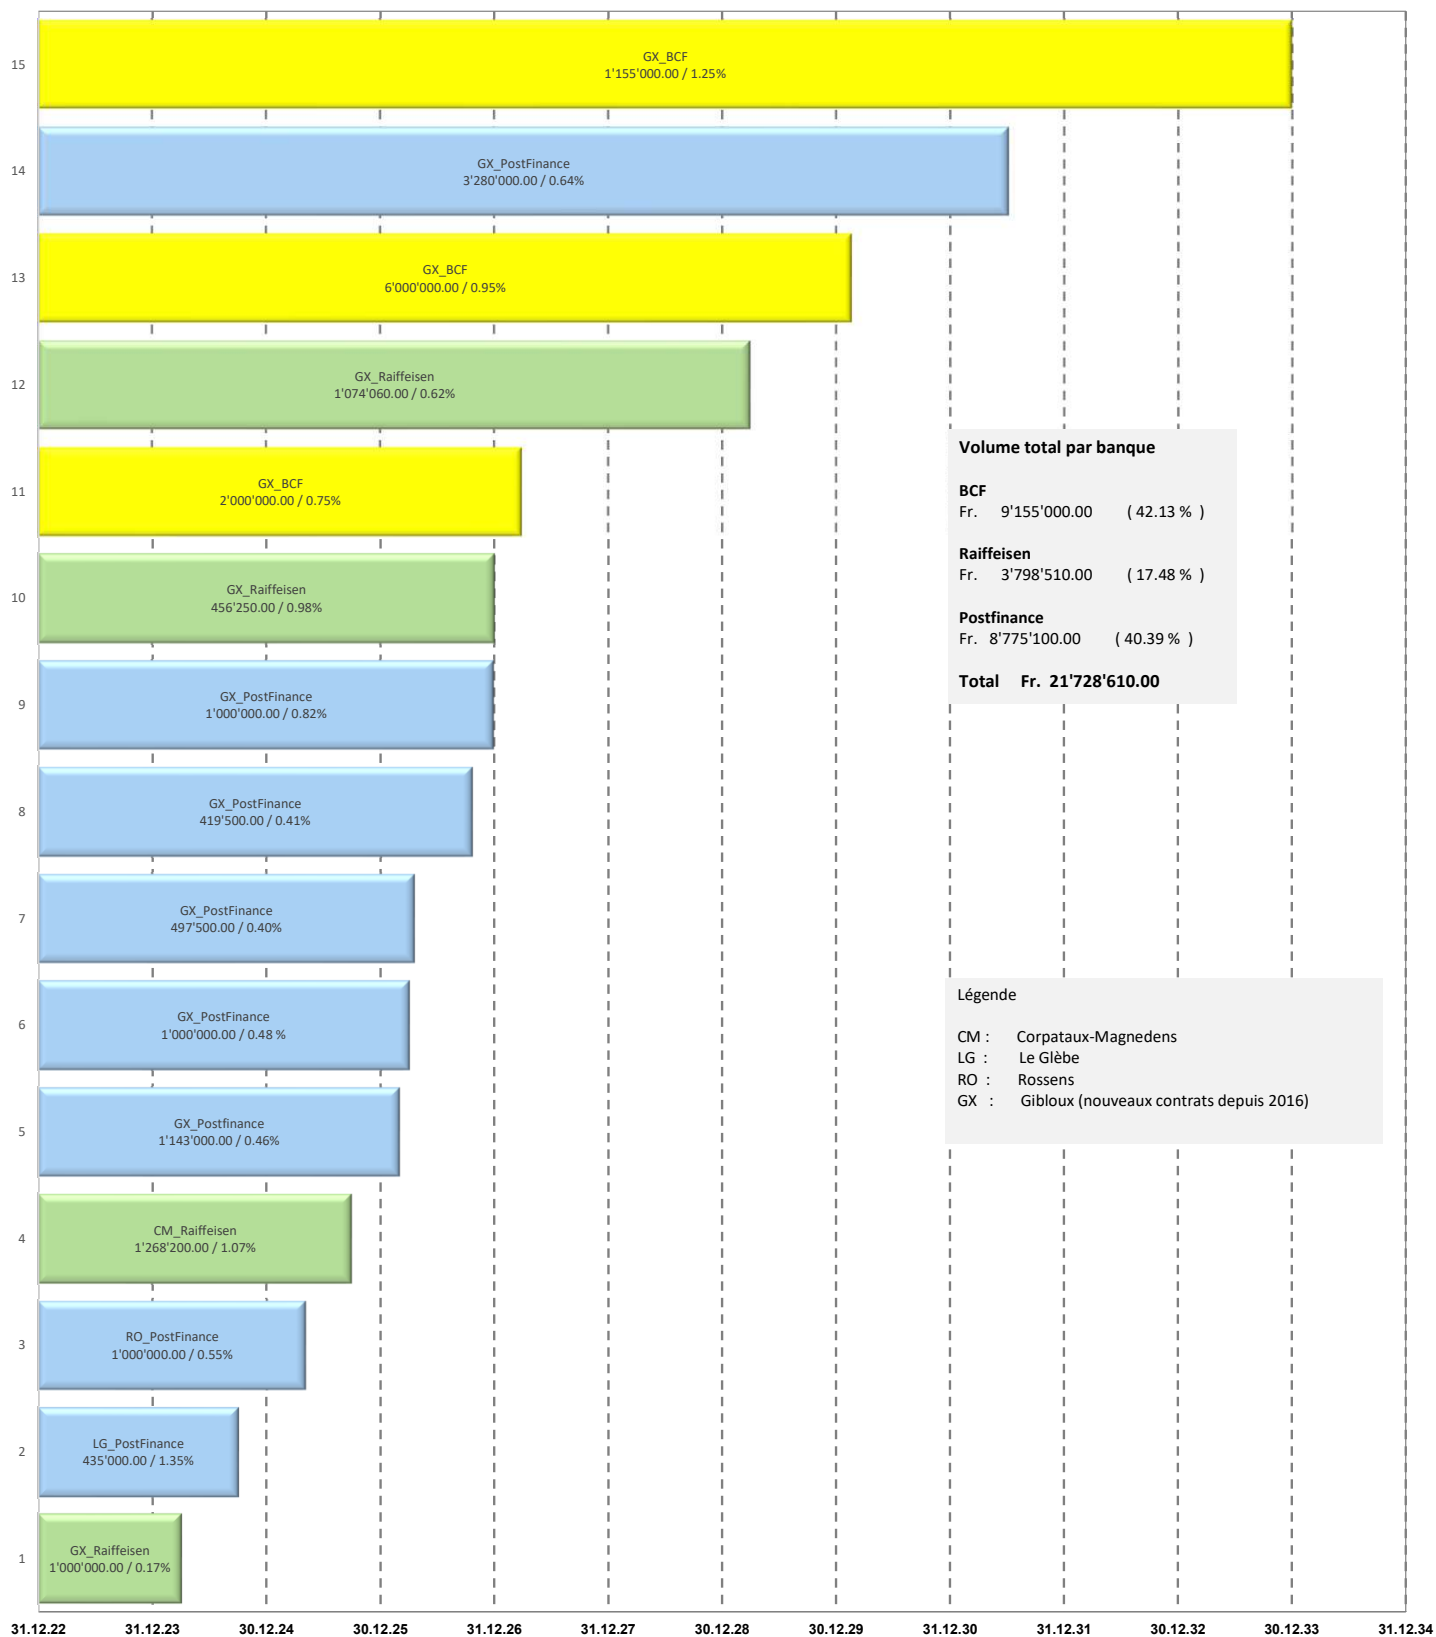 15
GX_BCF
1'155'000.00 / 1.25%
14
GX_PostFinance
3'280'000.00 / 0.64%
13
GX_BCF
6'000'000.00 / 0.95%
12
GX_Raiffeisen
1'074'060.00 / 0.62%
11
GX_BCF
2'000'000.00 / 0.75%
10
GX_Raiffeisen
456'250.00 / 0.98%
9
GX_PostFinance
1'000'000.00 / 0.82%
8
GX_PostFinance
419'500.00 / 0.41%
7
GX_PostFinance
497'500.00 / 0.40%
6
GX_PostFinance
1'000'000.00 / 0.48 %
5
GX_Postfinance
1'143'000.00 / 0.46%
4
CM_Raiffeisen
1'268'200.00 / 1.07%
3
RO_PostFinance
1'000'000.00 / 0.55%
2
LG_PostFinance
435'000.00 / 1.35%
1
GX_Raiffeisen
1'000'000.00 / 0.17%
Volume total par banque
BCF
Fr. 9'155'000.00 ( 42.13 % )
Raiffeisen
Fr. 3'798'510.00 ( 17.48 % )
Postfinance
Fr. 8'775'100.00 ( 40.39 % )
Total Fr. 21'728'610.00
Légende
CM : Corpataux-Magnedens
LG : Le Glèbe
RO : Rossens
GX : Gibloux (nouveaux contrats depuis 2016)
31.12.22 31.12.23 30.12.24 30.12.25 31.12.26 31.12.27 30.12.28 30.12.29 31.12.30 31.12.31 30.12.32 30.12.33 31.12.34